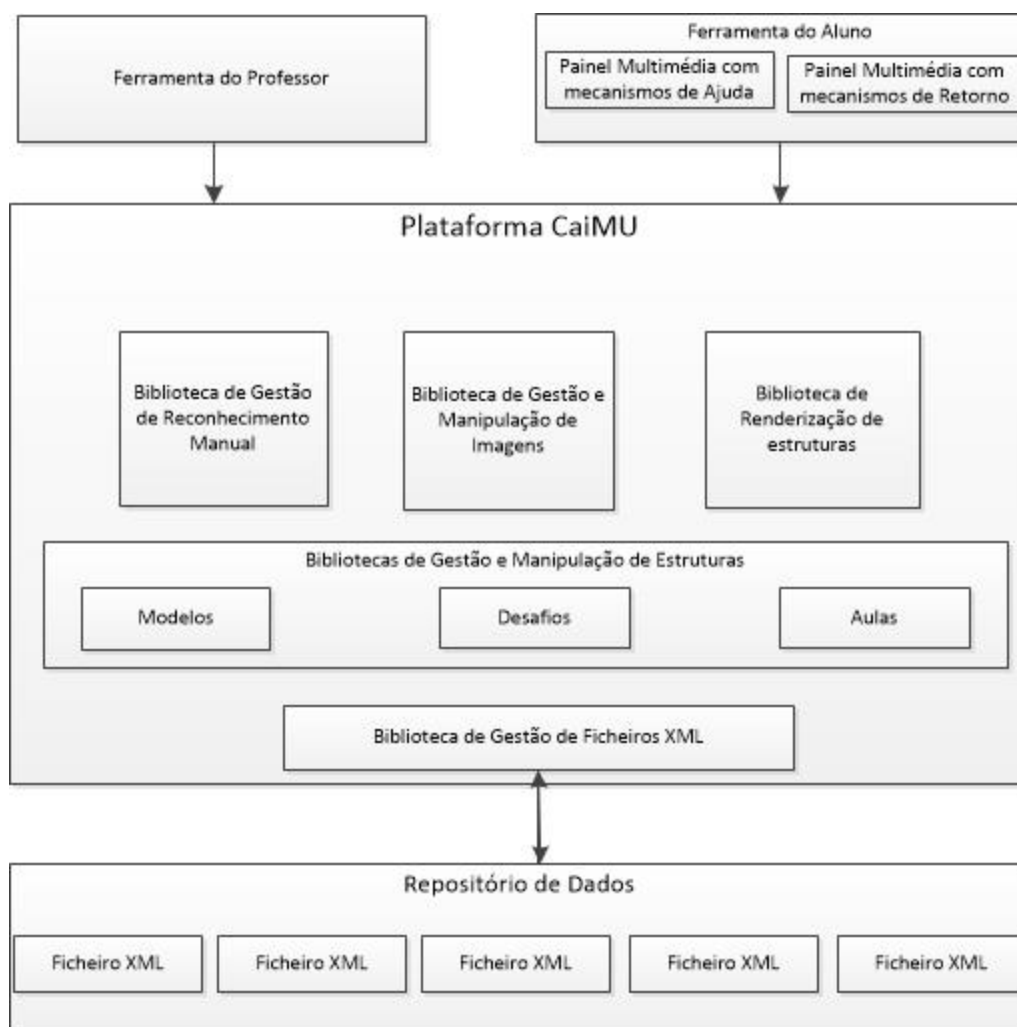 Ferramenta do Professor
Ferramenta do Aluno
Painel Multimédia com
mecanismos de Ajuda
Painel Multimédia com
mecanismos de Retorno
Plataforma CaiMU
Biblioteca de Gestão
de Reconhecimento
Manual
Biblioteca de Gestão e
Manipulação de
Imagens
Biblioteca de
Renderização de
estruturas
Bibliotecas de Gestão e Manipulação de Estruturas
Modelos
Desafios
Aulas
Biblioteca de Gestão de Ficheiros XML
Repositório de Dados
Ficheiro XML
Ficheiro XML
Ficheiro XML
Ficheiro XML
Ficheiro XML